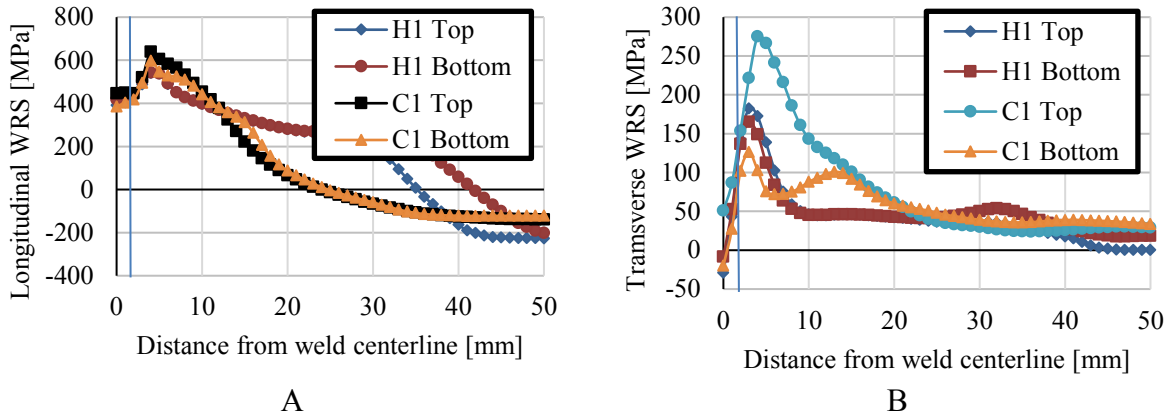 Longitudinal WRS [MPa]
800
600
400
200
0
-200
-400
H1 Top
H1 Bottom
C1 Top
C1 Bottom
0 10 20 30 40 50
Distance from weld centerline [mm]
A
Tramsverse WRS [MPa]
300
250
200
150
100
50
0
-50
H1 Top
H1 Bottom
C1 Top
C1 Bottom
0 10 20 30 40 50
Distance from weld centerline [mm]
B